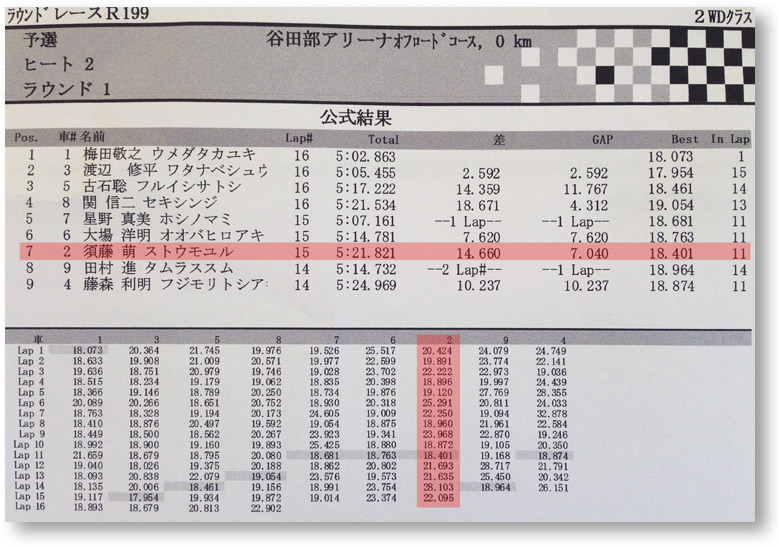 ラウンドレースR199 2WDクラス
予選 谷田部アリーナオフロードコース, 0 km
ヒート 2
ラウンド 1
公式結果
Pos. 車# 名前 Lap# Total 差 GAP Best In Lap
1 1 梅田敬之 ウメダタカユキ 16 5:02.863 18.073 1
2 3 渡辺 修平 ワタナベシュウ 16 5:05.455 2.592 2.592 17.954 15
3 5 古石聡 フルイシサトシ 16 5:17.222 14.359 11.767 18.461 14
4 8 関 信二 セキシンジ 16 5:21.534 18.671 4.312 19.054 13
5 7 星野 真美 ホシノマミ 15 5:07.161 --1 Lap-- --1 Lap-- 18.681 11
6 6 大場 洋明 オオバヒロアキ 15 5:14.781 7.620 7.620 18.763 11
7 2 須藤 萌 ストウモユル 15 5:21.821 14.660 7.040 18.401 11
8 9 田村 進 タムラススム 14 5:14.732 --2 Lap#-- --1 Lap-- 18.964 14
9 4 藤森 利明 フジモリトシア 14 5:24.969 10.237 10.237 18.874 11
車 1 3 5 8 7 6 2 9 4
Lap 1 18.073 20.364 21.745 19.976 19.526 25.517 20.424 24.079 24.749
Lap 2 18.633 19.908 21.009 20.571 19.977 22.599 19.891 23.774 22.141
Lap 3 19.636 18.751 20.979 19.746 19.028 23.702 22.222 22.973 19.036
Lap 4 18.515 18.234 19.179 19.062 19.835 20.398 18.896 19.997 24.439
Lap 5 18.266 19.146 18.789 20.250 18.734 19.876 19.120 27.769 28.355
Lap 6 20.089 20.266 18.651 20.752 18.930 20.318 25.291 20.811 24.033
Lap 7 18.763 18.328 19.194 20.173 24.605 19.009 22.250 19.094 32.878
Lap 8 18.410 18.876 20.497 19.592 19.054 18.875 18.960 21.961 22.584
Lap 9 18.449 18.500 18.562 20.267 23.923 19.341 23.968 22.870 19.246
Lap 10 18.992 18.900 19.160 19.893 25.425 18.880 18.872 19.105 20.350
Lap 11 21.659 18.679 18.795 20.080 18.681 18.763 18.401 19.168 18.874
Lap 12 19.040 18.026 19.375 20.188 18.862 20.802 21.693 28.717 21.791
Lap 13 18.093 20.838 22.079 19.054 23.576 19.573 21.635 25.450 20.342
Lap 14 18.135 20.006 18.461 19.156 18.991 23.754 28.103 18.964 26.151
Lap 15 19.117 17.954 19.934 19.872 19.014 23.374 22.095
Lap 16 18.893 18.679 20.813 22.902